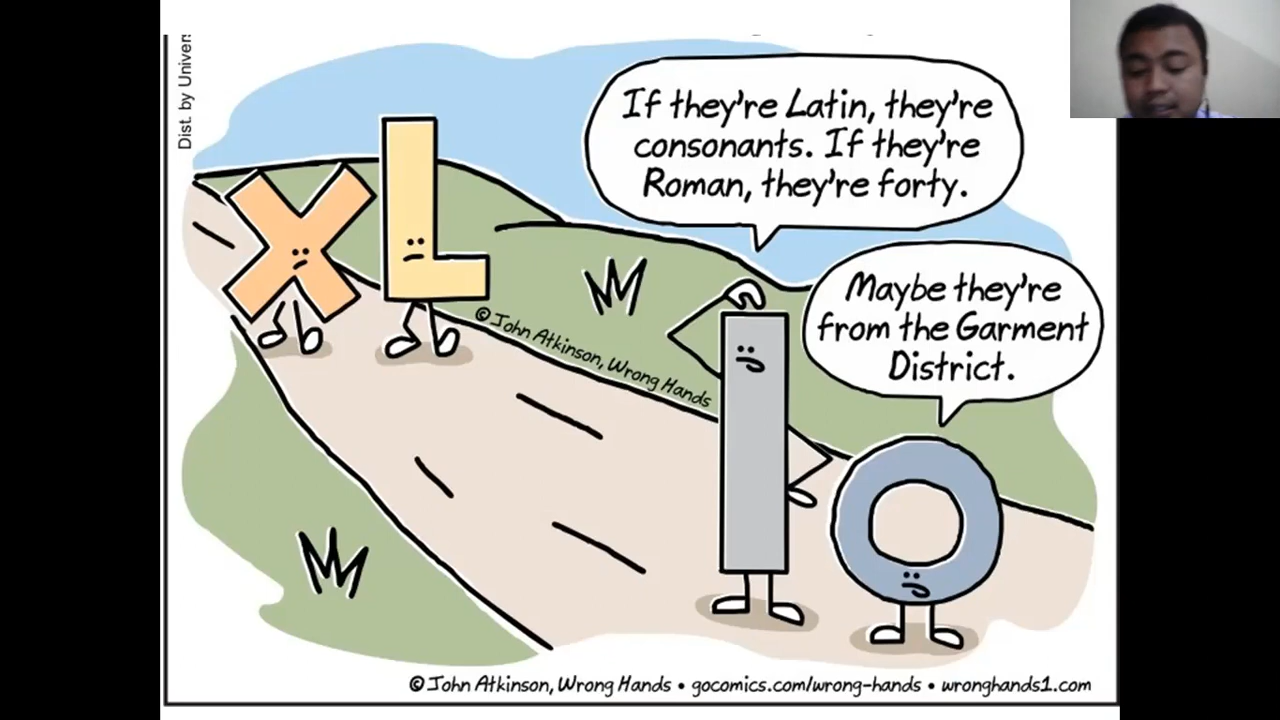 Dist. by Univers
If they're Latin, they're
consonants. If they're
Roman, they're forty.
Maybe they're
from the Garment
District.
X L
I O
© John Atkinson, Wrong Hands
© John Atkinson, Wrong Hands • gocomics.com/wrong-hands • wronghands1.com